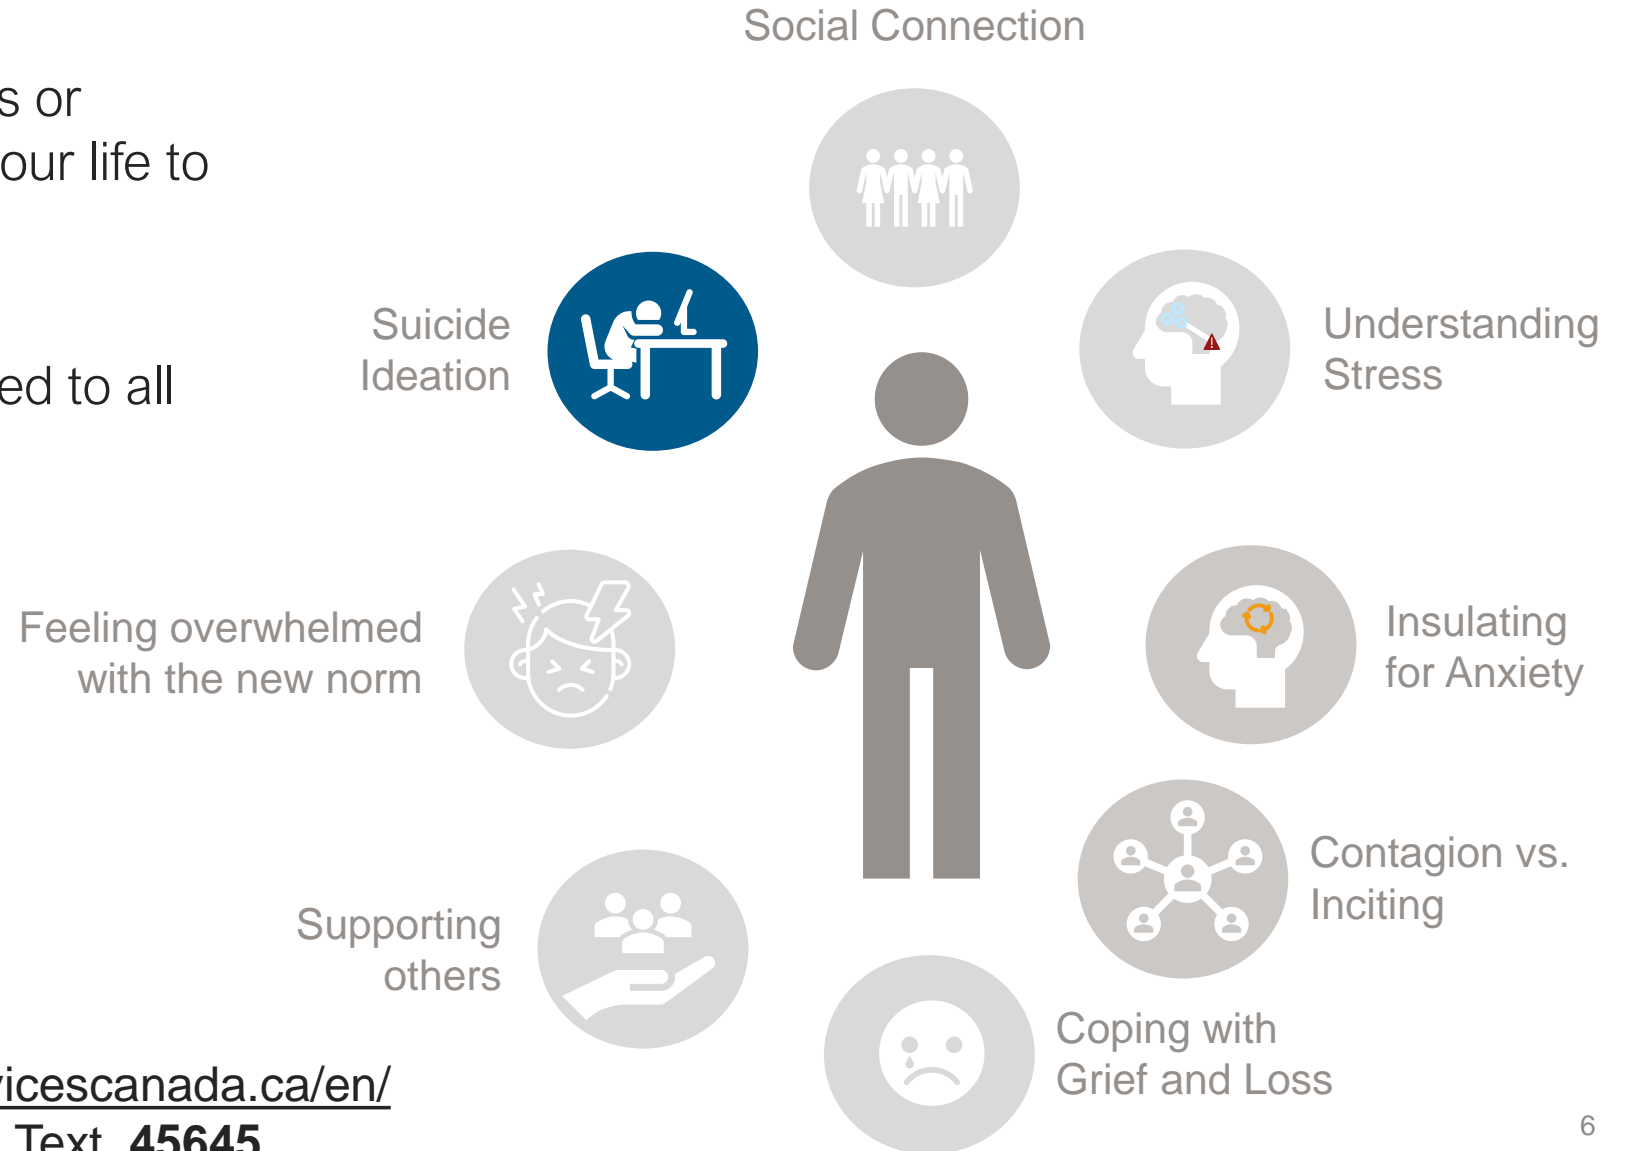 Social Connection
s or
our life to
Suicide
Ideation
Understanding
Stress
ed to all
Feeling overwhelmed
with the new norm
Insulating
for Anxiety
Contagion vs.
Inciting
Supporting
others
Coping with
Grief and Loss
vicescanada.ca/en/
Text 45645
6